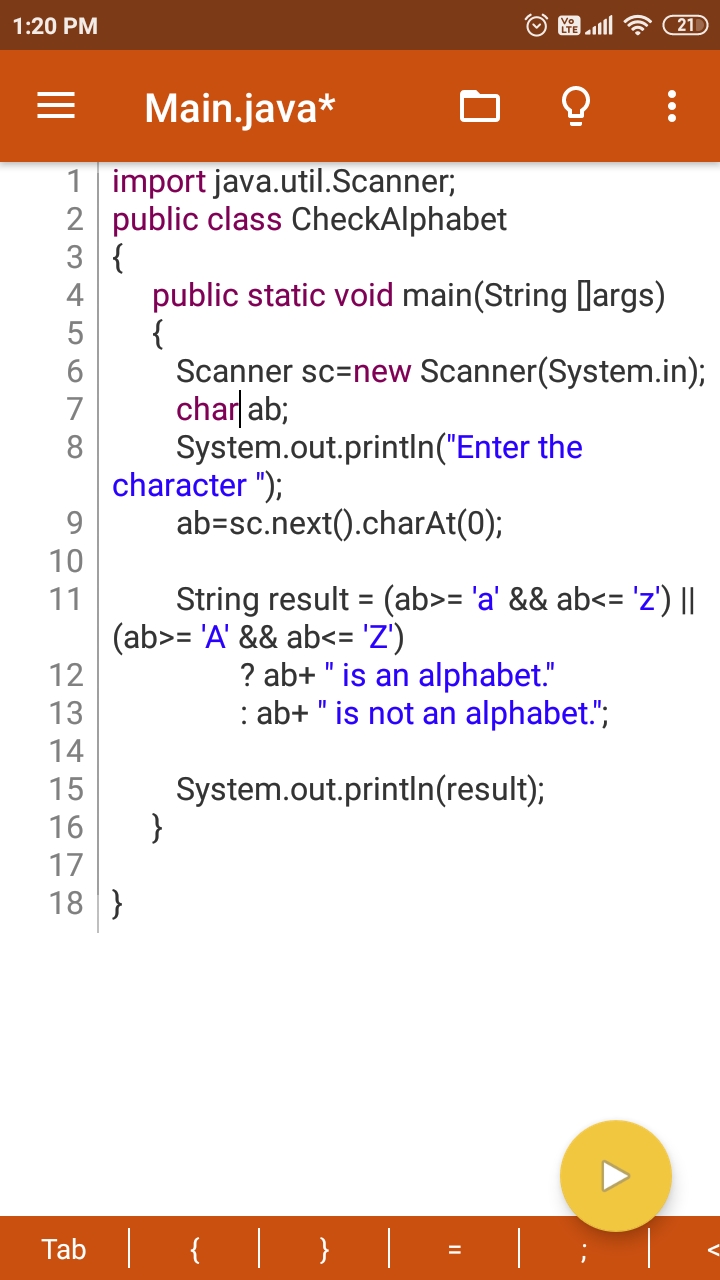 1:20 PM
Vo LTE
21
Main.java*
1 import java.util.Scanner;
2 public class CheckAlphabet
3 {
4 public static void main(String []args)
5 {
6 Scanner sc=new Scanner(System.in);
7 char ab;
8 System.out.println("Enter the
character ");
9 ab=sc.next().charAt(0);
10
11 String result = (ab>= 'a' && ab<= 'z') ||
(ab>= 'A' && ab<= 'Z')
12 ? ab+ " is an alphabet."
13 : ab+ " is not an alphabet.";
14
15 System.out.println(result);
16 }
17
18 }
Tab { } = ; <